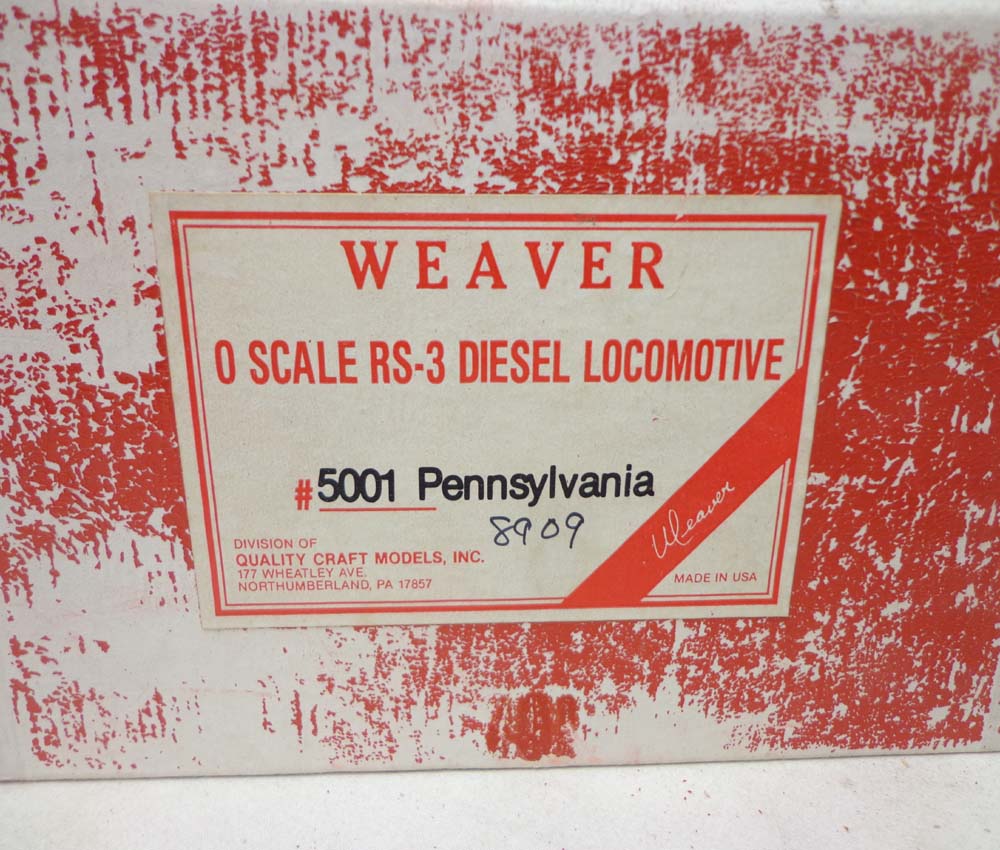 WEAVER
O SCALE RS-3 DIESEL LOCOMOTIVE
#5001 Pennsylvania
8909
DIVISION OF
QUALITY CRAFT MODELS, INC.
177 WHEATLEY AVE.
NORTHUMBERLAND, PA 17857
Weaver
MADE IN USA